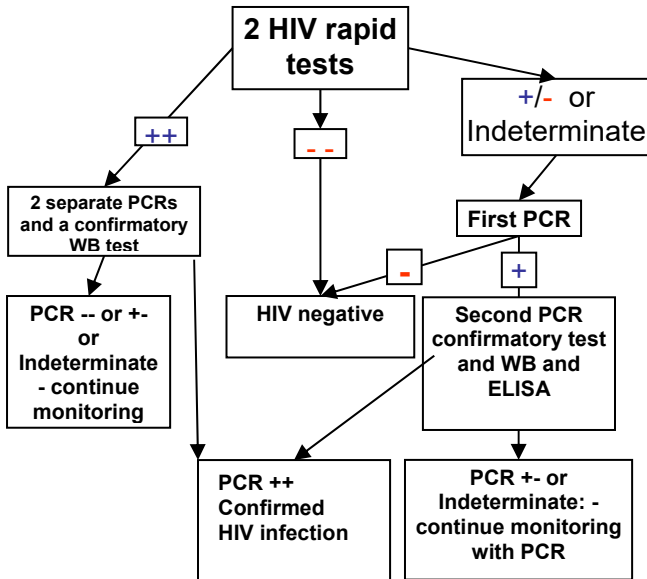 2 HIV rapid
tests
++
- -
+/- or
Indeterminate
2 separate PCRs
and a confirmatory
WB test
First PCR
-
+
PCR -- or +-
or
Indeterminate
- continue
monitoring
HIV negative
Second PCR
confirmatory test
and WB and
ELISA
PCR ++
Confirmed
HIV infection
PCR +- or
Indeterminate: -
continue monitoring
with PCR